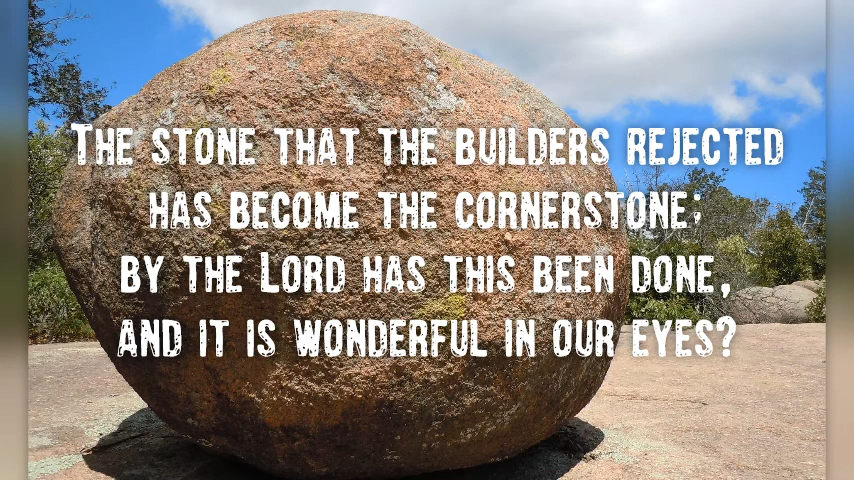 The stone that the builders rejected
has become the cornerstone;
by the Lord has this been done,
and it is wonderful in our eyes?